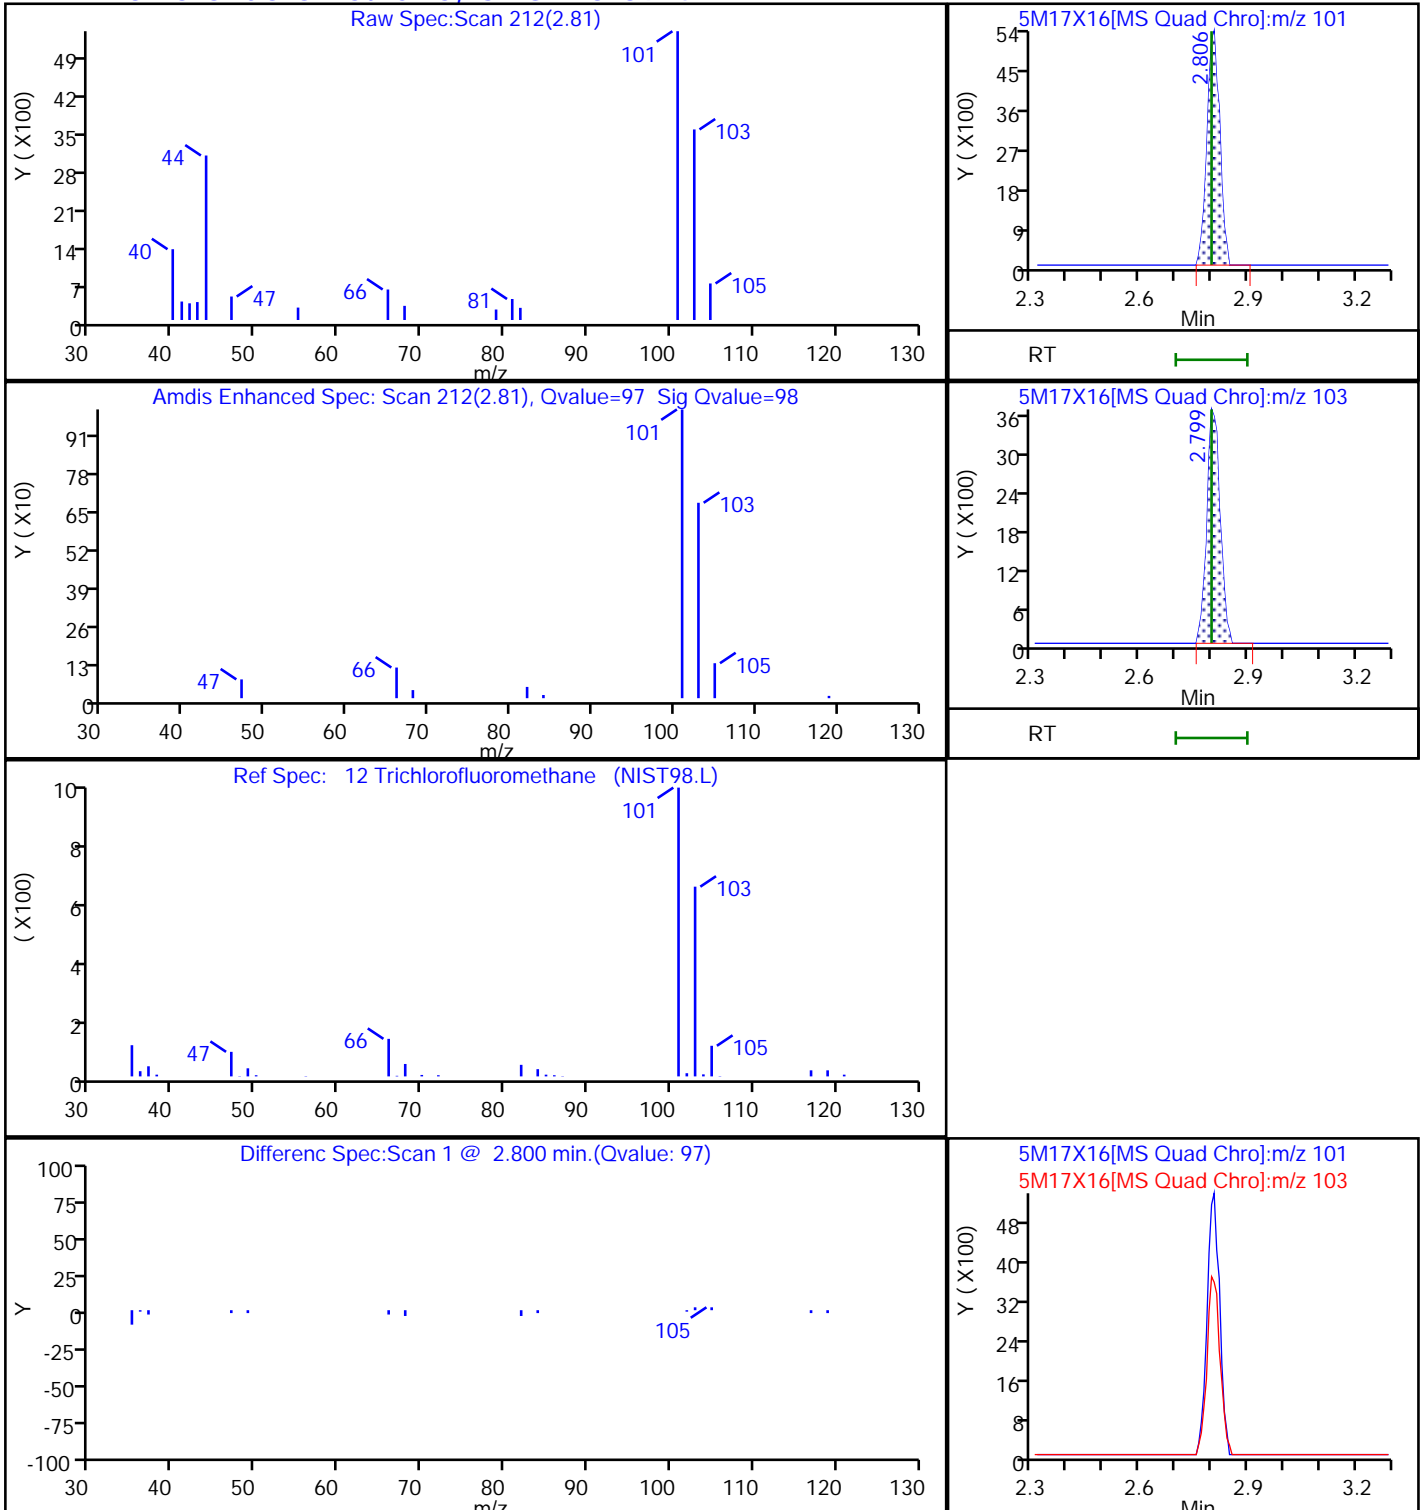 Raw Spec:Scan 212(2.81)
Y ( X100)
49
42
35
28
21
14
7
0
101
103
44
40
47
66
81
105
30 40 50 60 70 80 90 100 110 120 130
m/z
5M17X16[MS Quad Chro]:m/z 101
Y ( X100)
54
45
36
27
18
9
0
2.806
2.3 2.6 2.9 3.2
Min
RT
Amdis Enhanced Spec: Scan 212(2.81), Qvalue=97 Sig Qvalue=98
Y ( X10)
91
78
65
52
39
26
13
0
101
103
47
66
105
30 40 50 60 70 80 90 100 110 120 130
m/z
5M17X16[MS Quad Chro]:m/z 103
Y ( X100)
36
30
24
18
12
6
0
2.799
2.3 2.6 2.9 3.2
Min
RT
Ref Spec: 12 Trichlorofluoromethane (NIST98.L)
( X100)
10
8
6
4
2
0
101
103
47
66
105
30 40 50 60 70 80 90 100 110 120 130
Differenc Spec:Scan 1 @ 2.800 min.(Qvalue: 97)
Y
100
75
50
25
0
-25
-50
-75
-100
105
30 40 50 60 70 80 90 100 110 120 130
m/z
5M17X16[MS Quad Chro]:m/z 101
5M17X16[MS Quad Chro]:m/z 103
Y ( X100)
48
40
32
24
16
8
0
2.3 2.6 2.9 3.2
Min